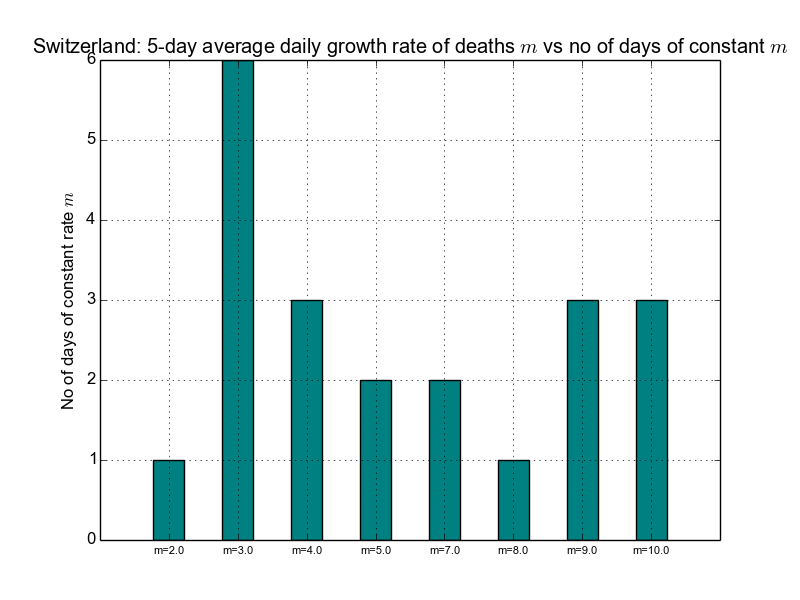 Switzerland: 5-day average daily growth rate of deaths m vs no of days of constant m
6
5
4
3
2
1
0
No of days of constant rate m
m=2.0 m=3.0 m=4.0 m=5.0 m=7.0 m=8.0 m=9.0 m=10.0